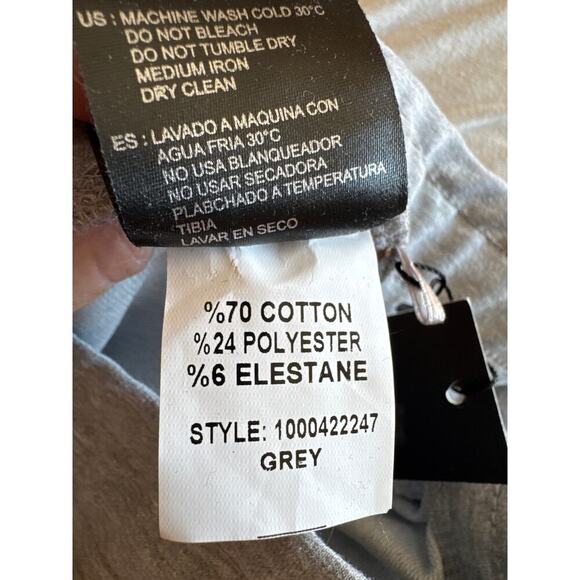 US : MACHINE WASH COLD 30°C
DO NOT BLEACH
DO NOT TUMBLE DRY
MEDIUM IRON
DRY CLEAN
ES : LAVADO A MAQUINA CON
AGUA FRIA 30°C
NO USA BLANQUEADOR
NO USAR SECADORA
PLABCHADO A TEMPERATURA
TIBIA
LAVAR EN SECO
%70 COTTON
%24 POLYESTER
%6 ELESTANE
STYLE: 1000422247
GREY